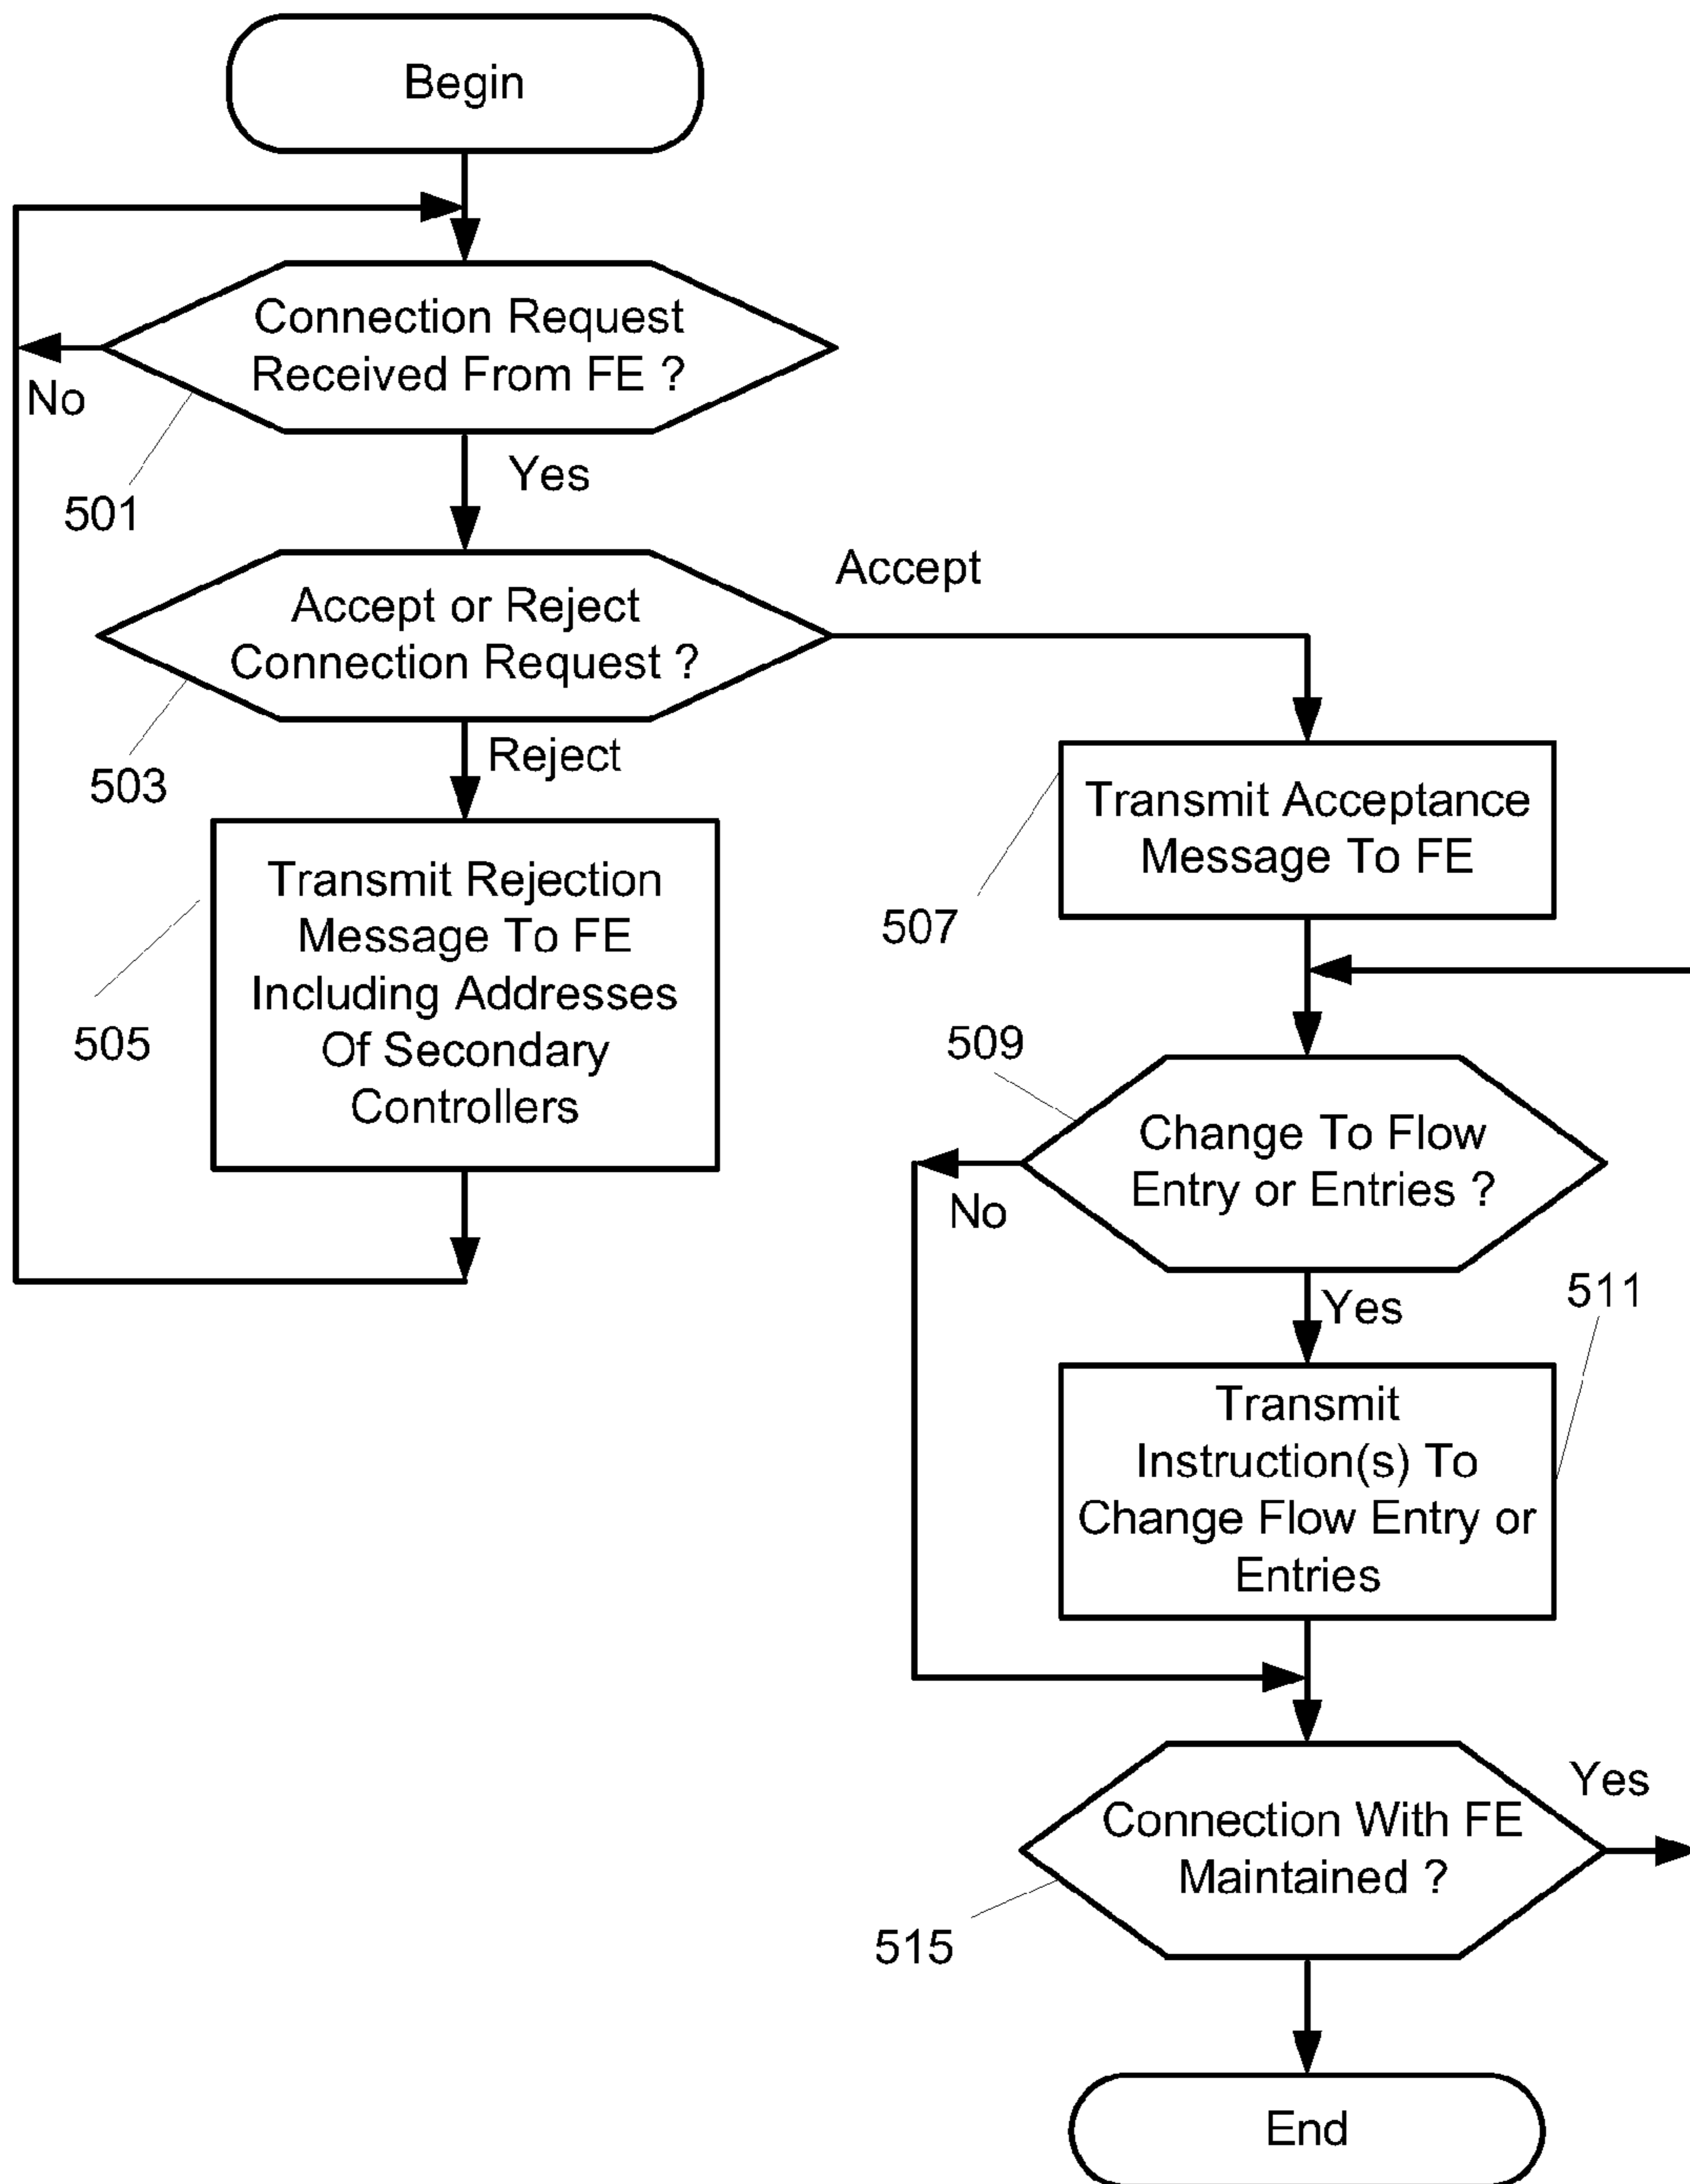 Begin
Connection Request
Received From FE ?
No
Yes
501
Accept or Reject
Connection Request ?
Accept
503
Reject
Transmit Rejection
Message To FE
Including Addresses
Of Secondary
Controllers
505
Transmit Acceptance
Message To FE
507
509
Change To Flow
Entry or Entries ?
No
Yes
511
Transmit
Instruction(s) To
Change Flow Entry or
Entries
Connection With FE
Maintained ?
Yes
515
End